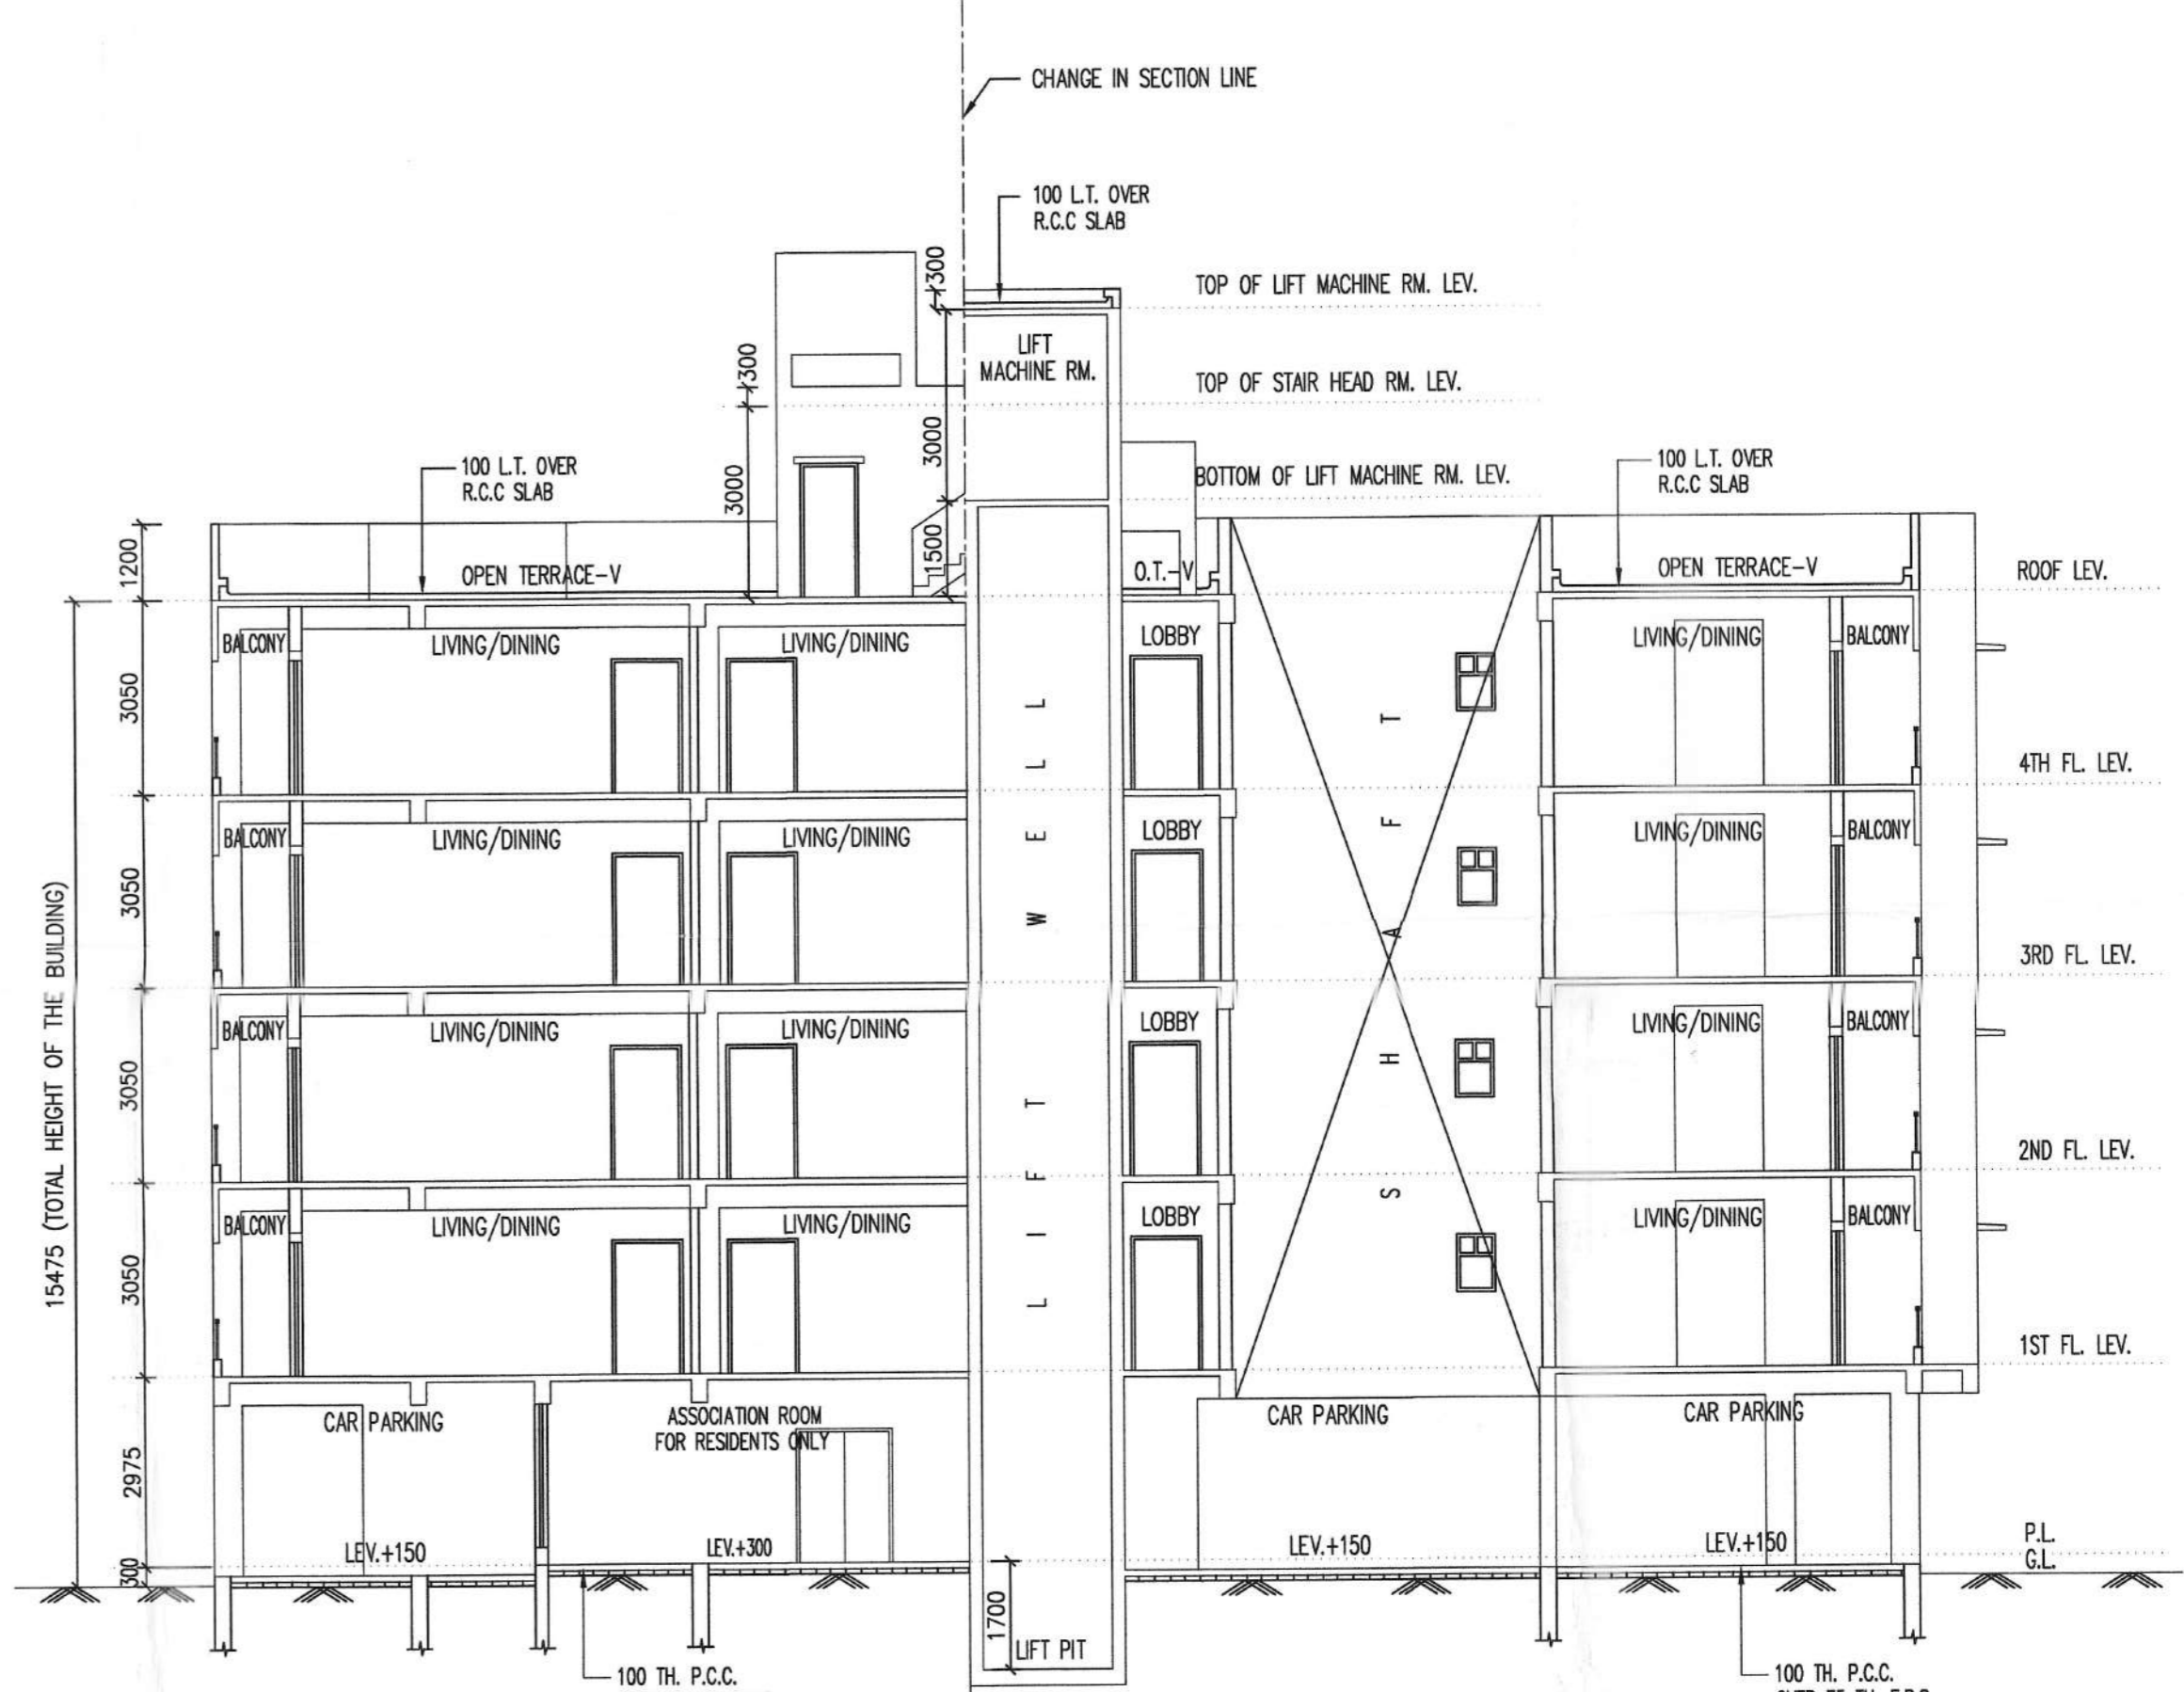 CHANGE IN SECTION LINE
100 L.T. OVER
R.C.C SLAB
300
TOP OF LIFT MACHINE RM. LEV.
LIFT
MACHINE RM.
300
TOP OF STAIR HEAD RM. LEV.
3000
3000
100 L.T. OVER
R.C.C SLAB
BOTTOM OF LIFT MACHINE RM. LEV.
100 L.T. OVER
R.C.C SLAB
1200
1500
OPEN TERRACE-V
O.T.-V
OPEN TERRACE-V
ROOF LEV.
BALCONY
LIVING/DINING
LIVING/DINING
LOBBY
LIVING/DINING
BALCONY
3050
4TH FL. LEV.
BALCONY
LIVING/DINING
LIVING/DINING
LOBBY
LIVING/DINING
BALCONY
3050
3RD FL. LEV.
BALCONY
LIVING/DINING
LIVING/DINING
LOBBY
LIVING/DINING
BALCONY
3050
2ND FL. LEV.
BALCONY
LIVING/DINING
LIVING/DINING
LOBBY
LIVING/DINING
BALCONY
3050
1ST FL. LEV.
LIFT WELL
SHAFT
15475 (TOTAL HEIGHT OF THE BUILDING)
CAR PARKING
ASSOCIATION ROOM
FOR RESIDENTS ONLY
CAR PARKING
CAR PARKING
2975
LEV.+150
LEV.+300
LEV.+150
LEV.+150
P.L.
G.L.
300
1700
LIFT PIT
100 TH. P.C.C.
100 TH. P.C.C.